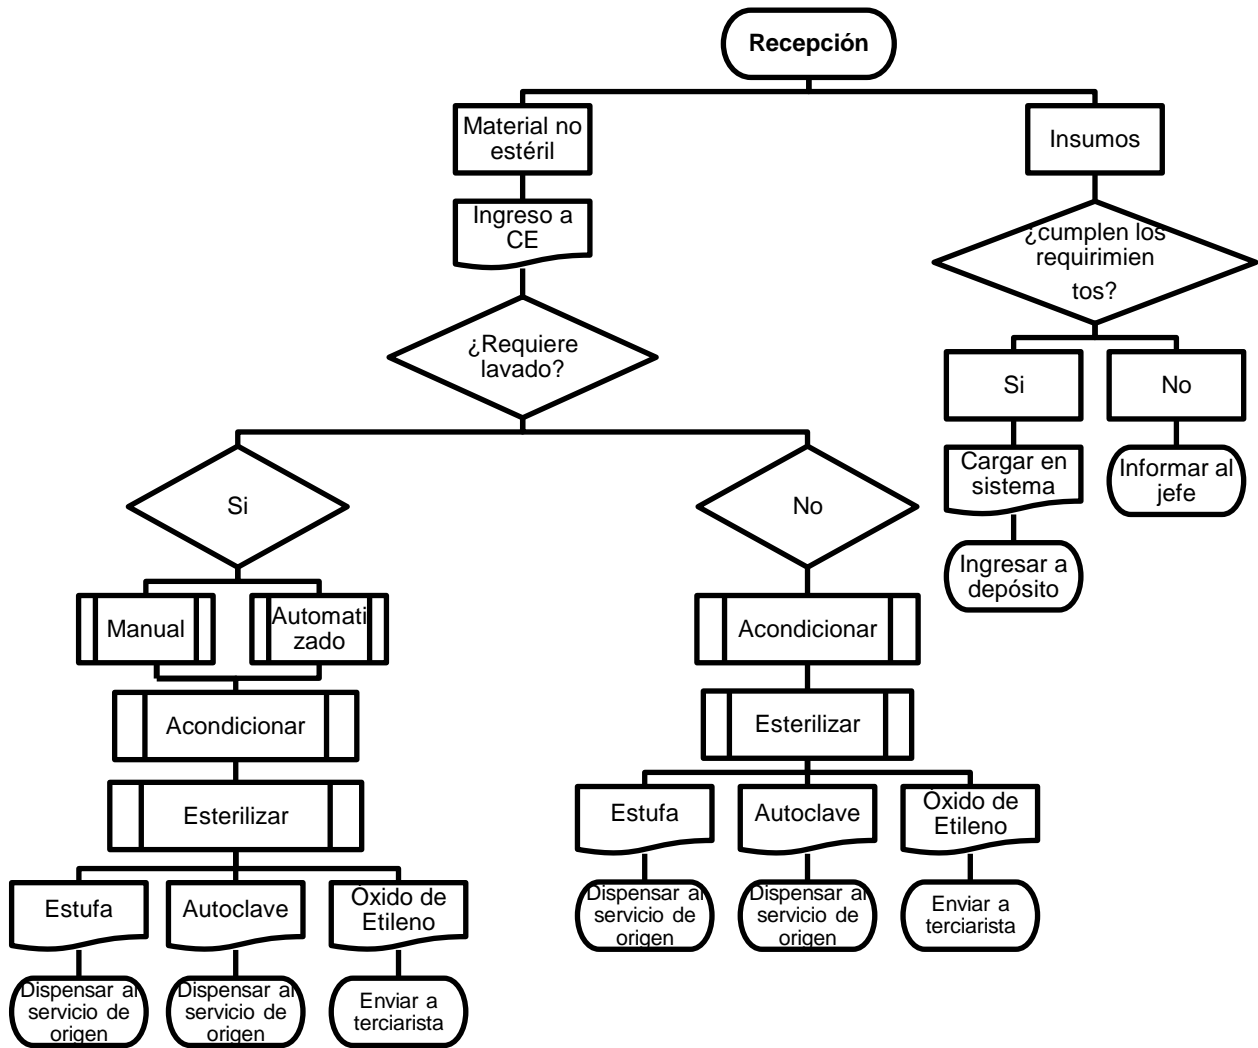 Recepción
Material no
estéril
Insumos
Ingreso a
CE
¿cumplen los
requirimien
tos?
¿Requiere
lavado?
Si
No
Cargar en
sistema
Informar al
jefe
Ingresar a
depósito
Si
No
Manual
Automati
zado
Acondicionar
Esterilizar
Estufa
Autoclave
Óxido de
Etileno
Dispensar al
servicio de
origen
Dispensar al
servicio de
origen
Enviar a
terciarista
Acondicionar
Esterilizar
Estufa
Autoclave
Óxido de
Etileno
Dispensar al
servicio de
origen
Dispensar al
servicio de
origen
Enviar a
terciarista